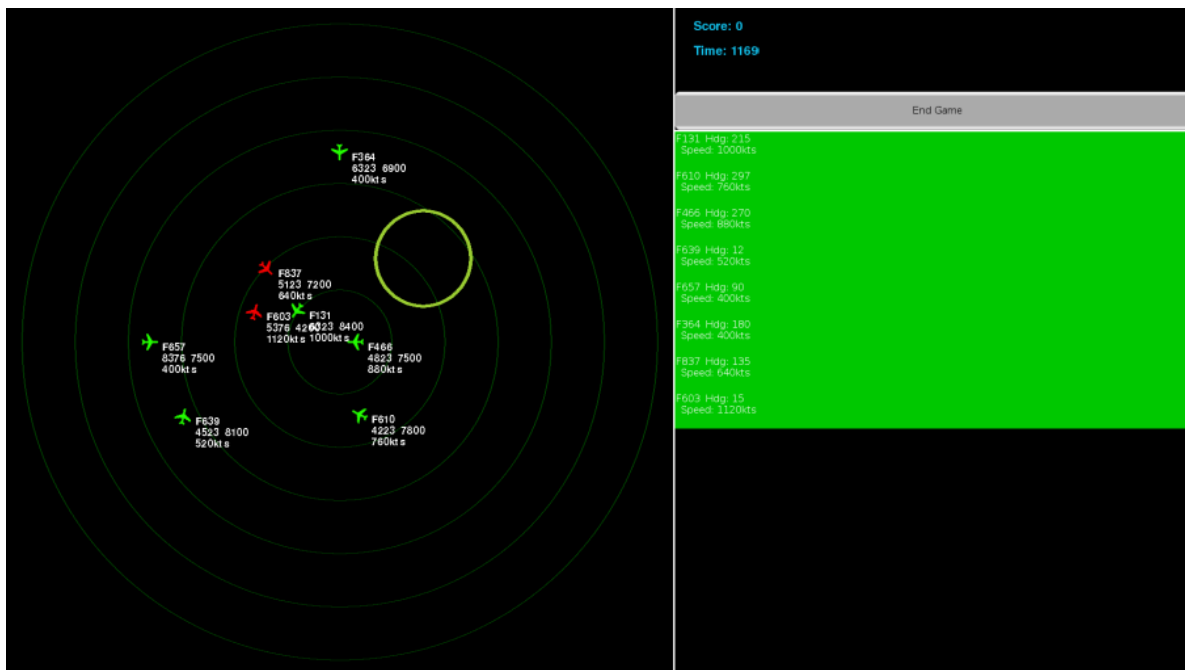 Score: 0
Time: 1169
End Game
F131 Hdg: 215
Speed: 1000kts
F610 Hdg: 297
Speed: 760kts
F466 Hdg: 270
Speed: 880kts
F639 Hdg: 12
Speed: 520kts
F657 Hdg: 90
Speed: 400kts
F364 Hdg: 180
Speed: 400kts
F837 Hdg: 135
Speed: 640kts
F603 Hdg: 15
Speed: 1120kts
F364
6323 6900
400kts
F837
5123 7200
640kts
F603
5376
1120kts
F131
8400
1000kts
F466
4823 7500
880kts
F657
8376 7500
400kts
F639
4523 8100
520kts
F610
4223 7800
760kts